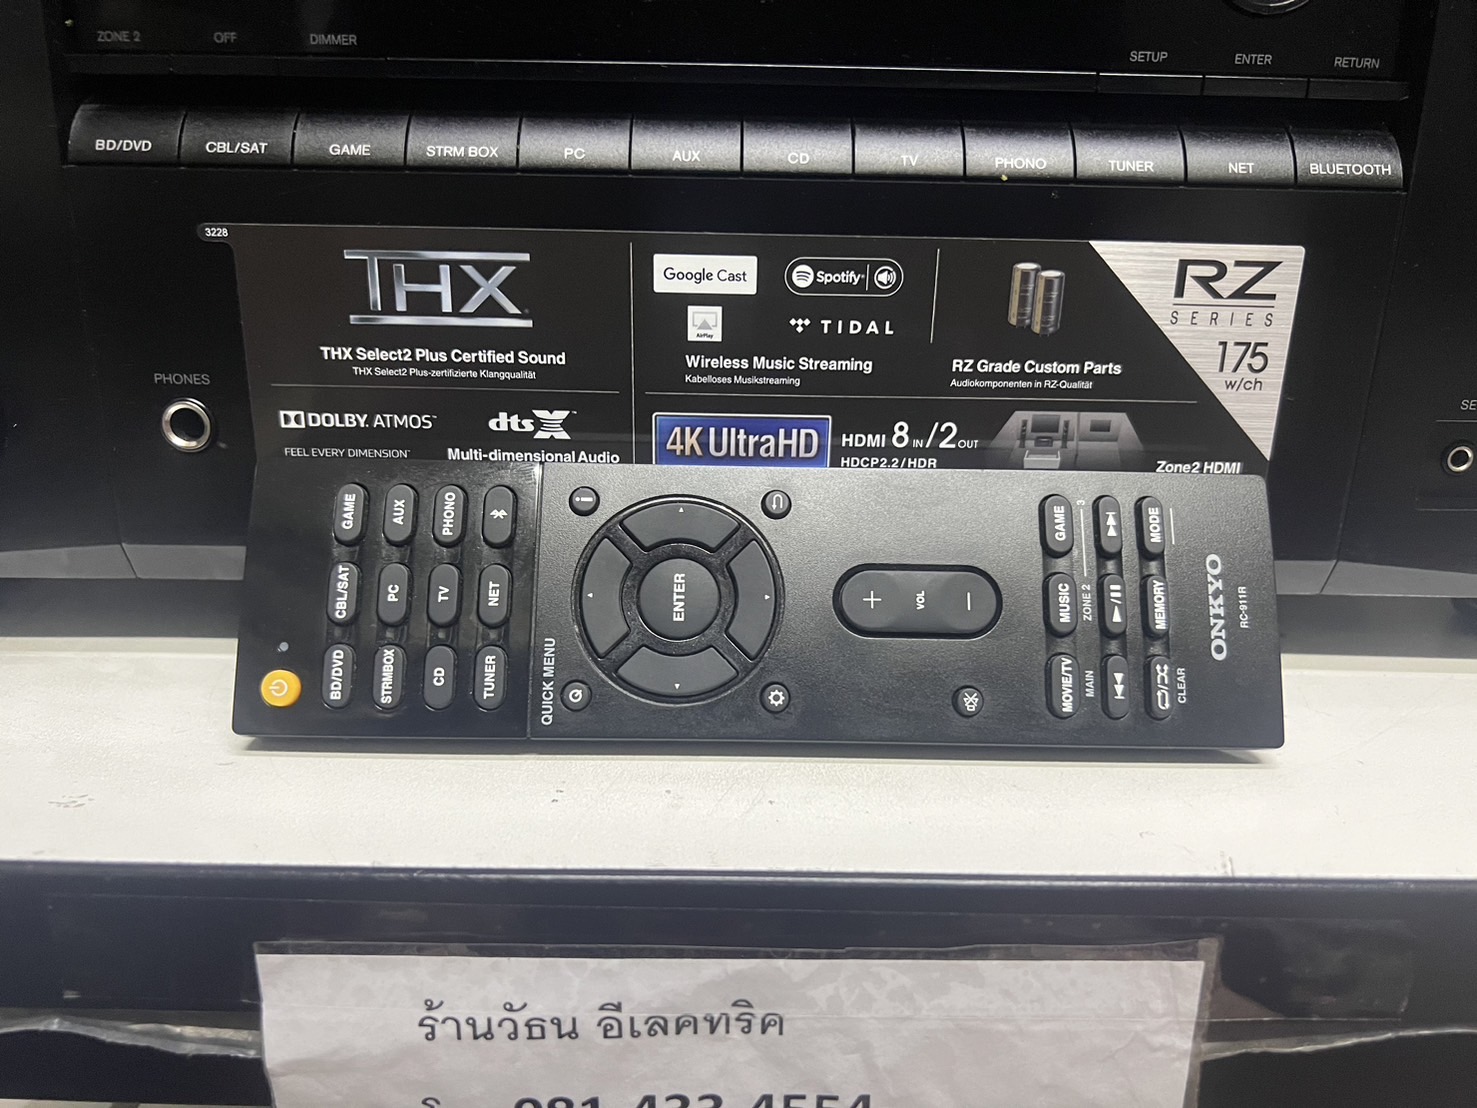 ZONE 2 OFF DIMMER
SETUP ENTER RETURN
BD/DVD CBL/SAT GAME STRM BOX PC AUX CD TV PHONO TUNER NET BLUETOOTH
3228
THX
THX Select2 Plus Certified Sound
THX Select2 Plus-zertifizierte Klangqualität
Google Cast Spotify
AirPlay TIDAL
Wireless Music Streaming
Kabelloses Musikstreaming
RZ Grade Custom Parts
Audiokomponenten in RZ-Qualität
RZ
SERIES
175
w/ch
PHONES
DOLBY ATMOS™
FEEL EVERY DIMENSION™
dts X™
Multi-dimensional Audio
4K UltraHD
HDMI 8 IN/2 OUT
HDCP2.2/HDR
Zone2 HDMI
GAME AUX PHONO
CBL/SAT PC TV NET
BD/DVD STRMBOX CD TUNER
QUICK MENU
i
ENTER
Q
+ VOL −
GAME 3 MODE
MUSIC ZONE 2 MEMORY
MOVIE/TV MAIN CLEAR
ONKYO
RC-911R
ร้านวัธน อีเลคทริค